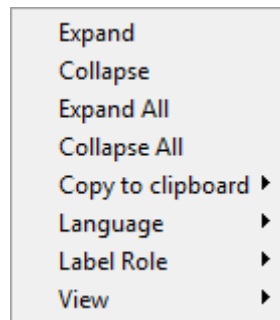 Expand
Collapse
Expand All
Collapse All
Copy to clipboard
Language
Label Role
View